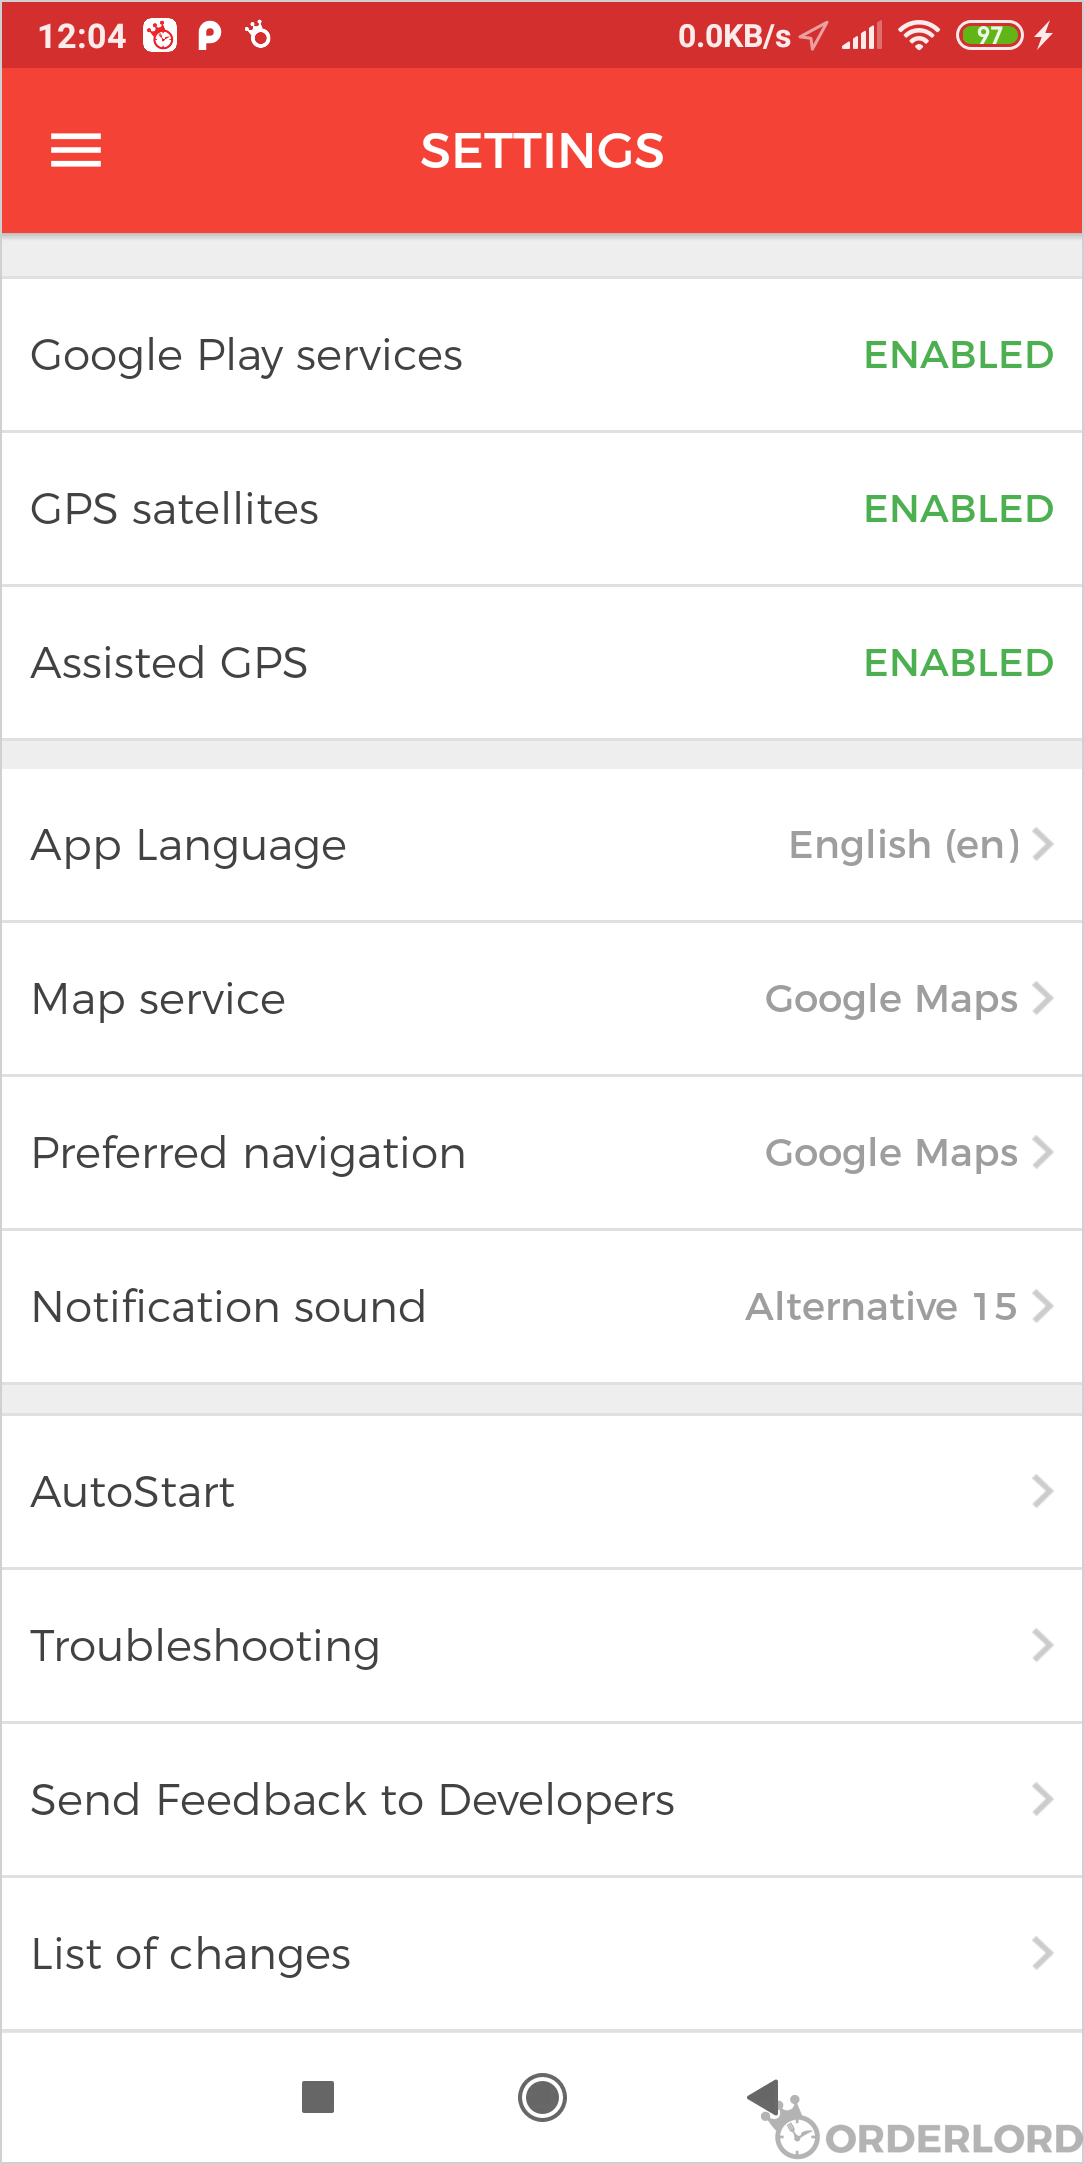 12:04 0.0KB/s 97
SETTINGS
Google Play services ENABLED
GPS satellites ENABLED
Assisted GPS ENABLED
App Language English (en)
Map service Google Maps
Preferred navigation Google Maps
Notification sound Alternative 15
AutoStart
Troubleshooting
Send Feedback to Developers
List of changes
ORDERLORD